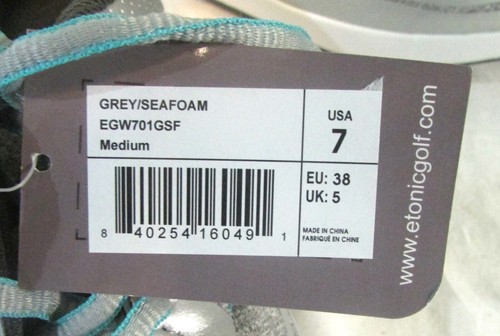 GREY/SEAFOAM
EGW701GSF
Medium
USA
7
EU: 38
UK: 5
MADE IN CHINA
FABRIQUÉ EN CHINE
8 40254 16049 1
www.etonicgolf.com